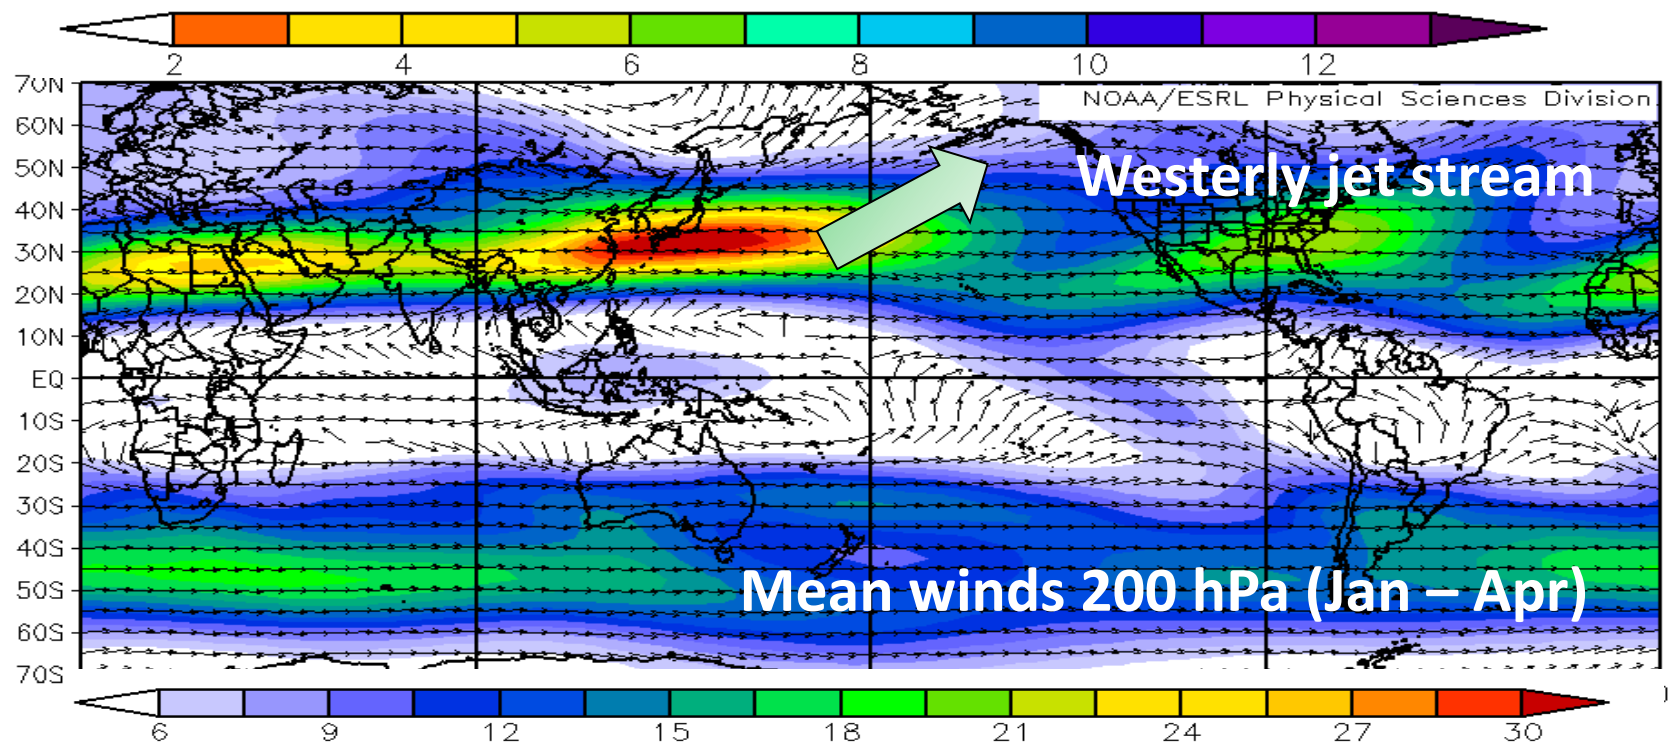 2 4 6 8 10 12
70N
NOAA/ESRL Physical Sciences Division
60N
50N
Westerly jet stream
40N
30N
20N
10N
EQ
10S
20S
30S
40S
50S
Mean winds 200 hPa (Jan – Apr)
60S
70S
6 9 12 15 18 21 24 27 30